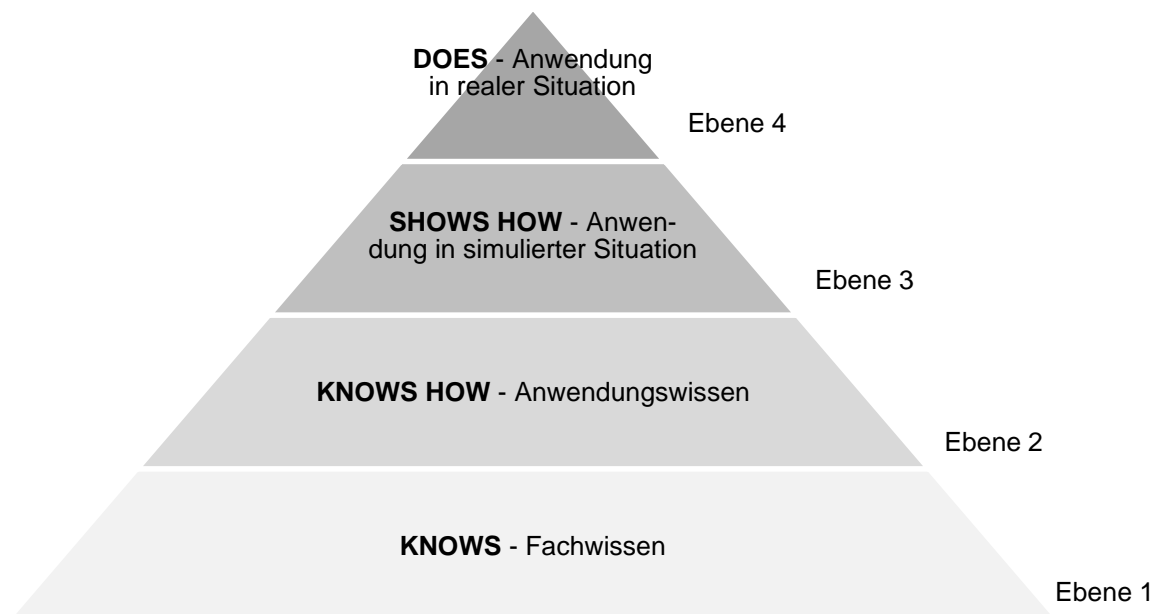 DOES - Anwendung
in realer Situation
Ebene 4
SHOWS HOW - Anwen-
dung in simulierter Situation
Ebene 3
KNOWS HOW - Anwendungswissen
Ebene 2
KNOWS - Fachwissen
Ebene 1